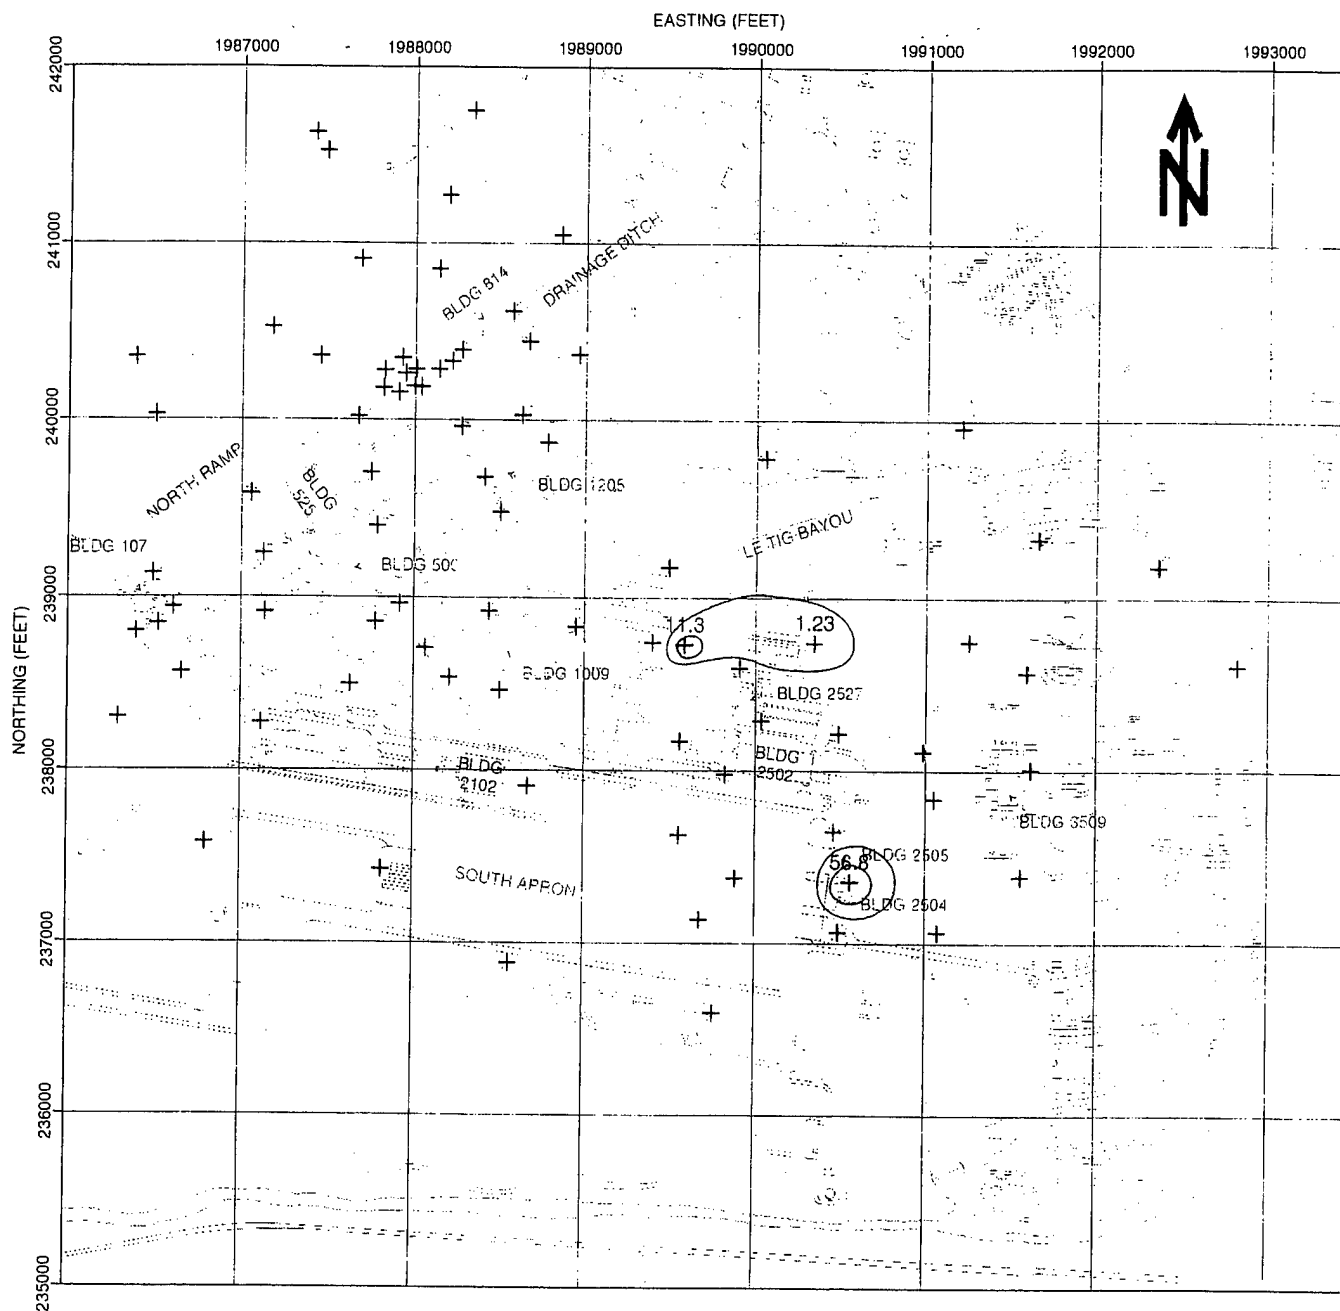 EASTING (FEET)
1987000 1988000 1989000 1990000 1991000 1992000 1993000
242000
N
241000
DRAINAGE DITCH
BLDG 814
240000
NORTH RAMP
BLDG
525
BLDG 1205
LE TIG BAYOU
BLDG 107
BLDG 509
239000
11.3
1.23
NORTHING (FEET)
BLDG 1009
BLDG 2527
238000
BLDG
2102
BLDG
2502
BLDG 3509
56.8
BLDG 2505
SOUTH APRON
BLDG 2504
237000
236000
235000